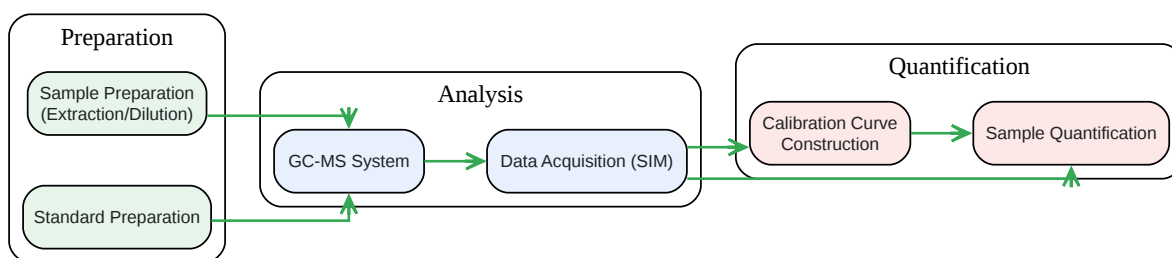 Preparation
Sample Preparation
(Extraction/Dilution)
Standard Preparation
Analysis
GC-MS System
Data Acquisition (SIM)
Quantification
Calibration Curve
Construction
Sample Quantification